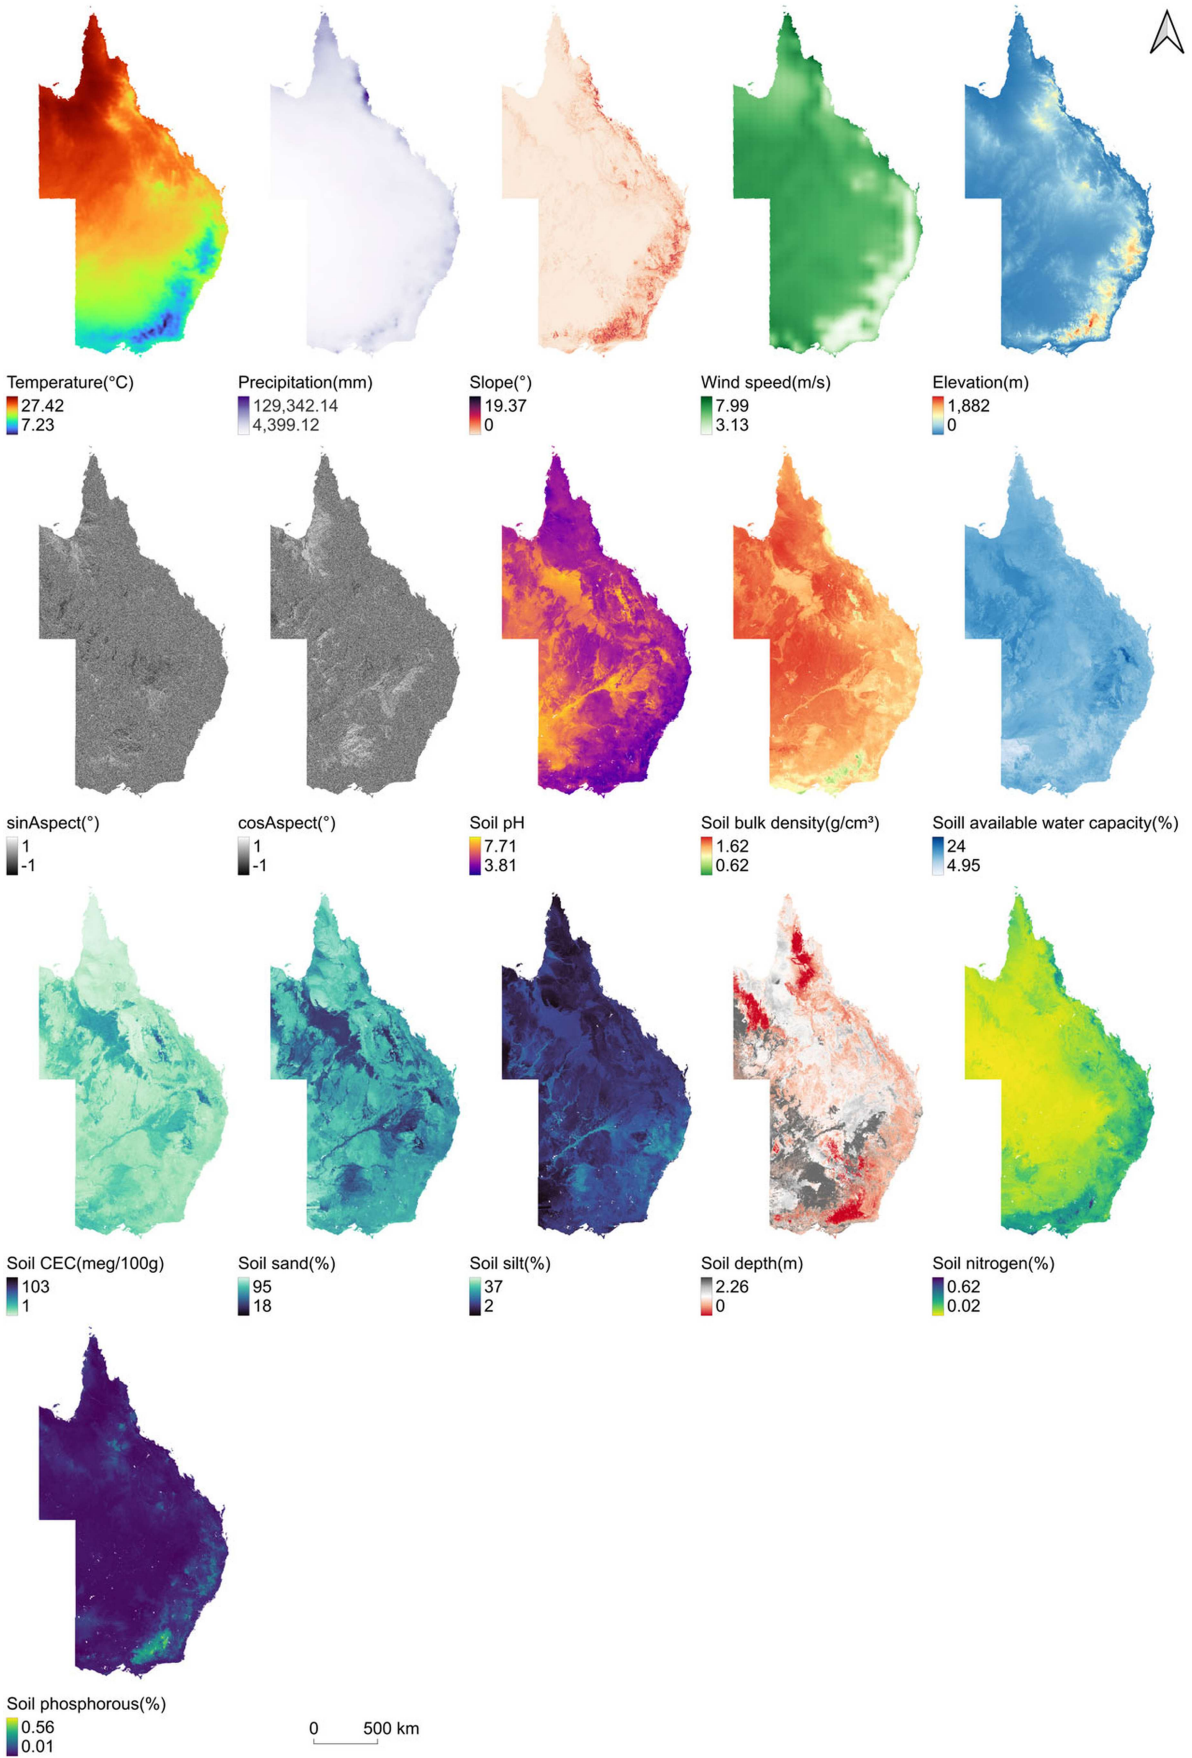 Temperature(°C)
27.42
7.23
Precipitation(mm)
129,342.14
4,399.12
Slope(°)
19.37
0
Wind speed(m/s)
7.99
3.13
Elevation(m)
1,882
0
sinAspect(°)
1
-1
cosAspect(°)
1
-1
Soil pH
7.71
3.81
Soil bulk density(g/cm³)
1.62
0.62
Soill available water capacity(%)
24
4.95
Soil CEC(meg/100g)
103
1
Soil sand(%)
95
18
Soil silt(%)
37
2
Soil depth(m)
2.26
0
Soil nitrogen(%)
0.62
0.02
Soil phosphorous(%)
0.56
0.01
0 500 km